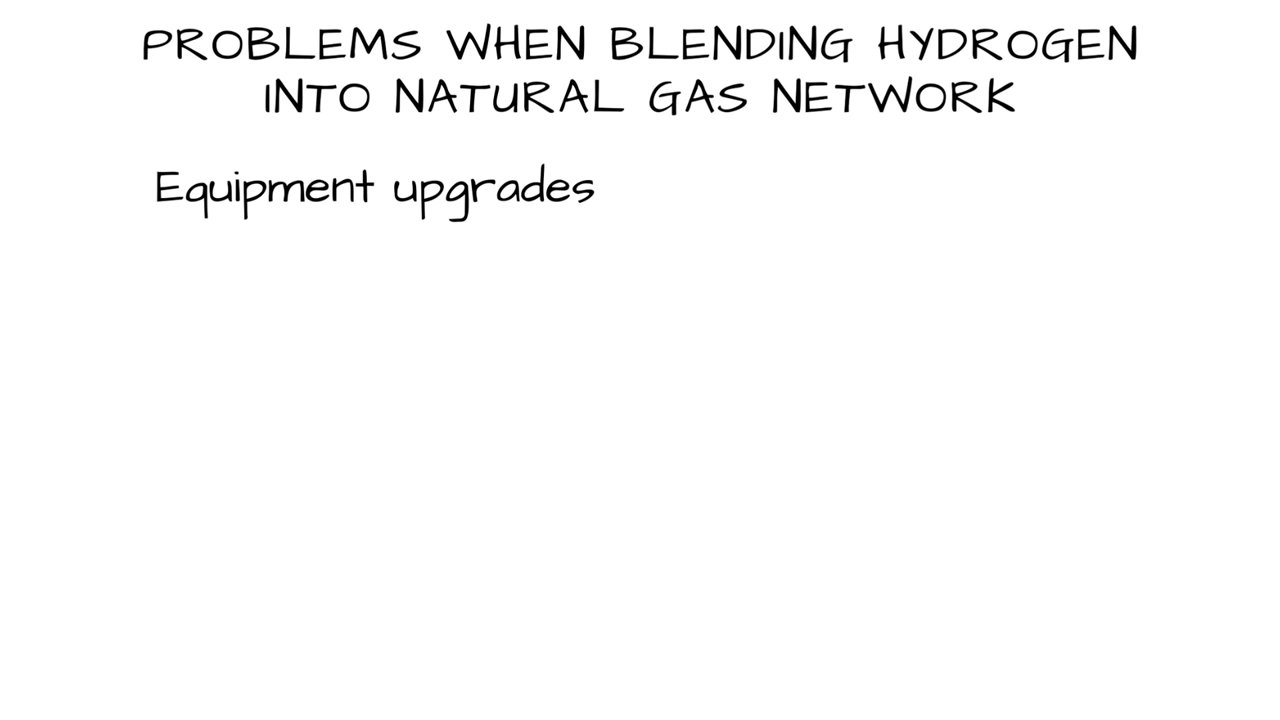 PROBLEMS WHEN BLENDING HYDROGEN
INTO NATURAL GAS NETWORK
Equipment upgrades